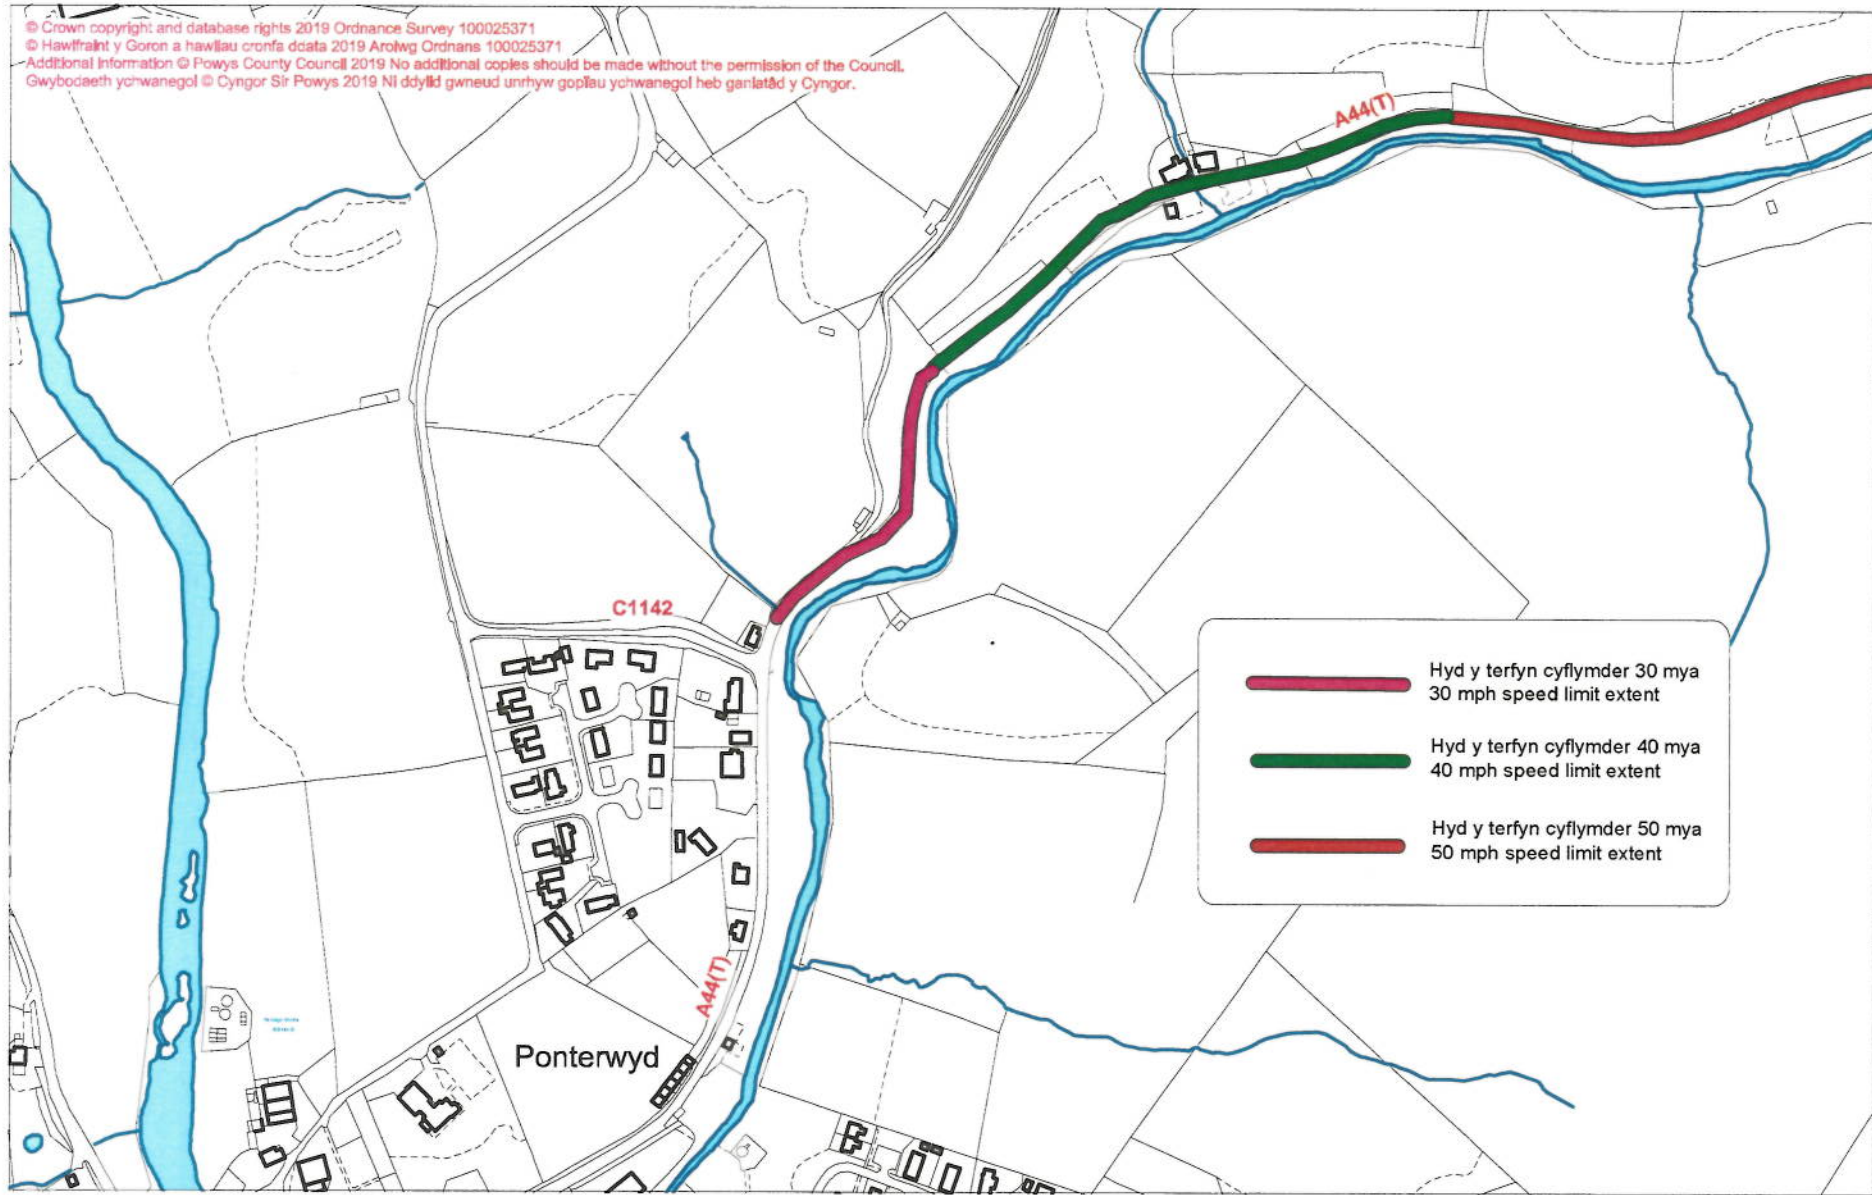 © Crown copyright and database rights 2019 Ordnance Survey 100025371
© Hawlfraint y Goron a hawliau cronfa ddata 2019 Arolwg Ordnans 100025371
Additional Information © Powys County Council 2019 No additional copies should be made without the permission of the Council.
Gwybodaeth ychwanegol © Cyngor Sir Powys 2019 Ni ddylid gwneud unrhyw gopïau ychwanegol heb ganiatâd y Cyngor.
A44(T)
C1142
Hyd y terfyn cyflymder 30 mya
30 mph speed limit extent
Hyd y terfyn cyflymder 40 mya
40 mph speed limit extent
Hyd y terfyn cyflymder 50 mya
50 mph speed limit extent
A44(T)
Ponterwyd